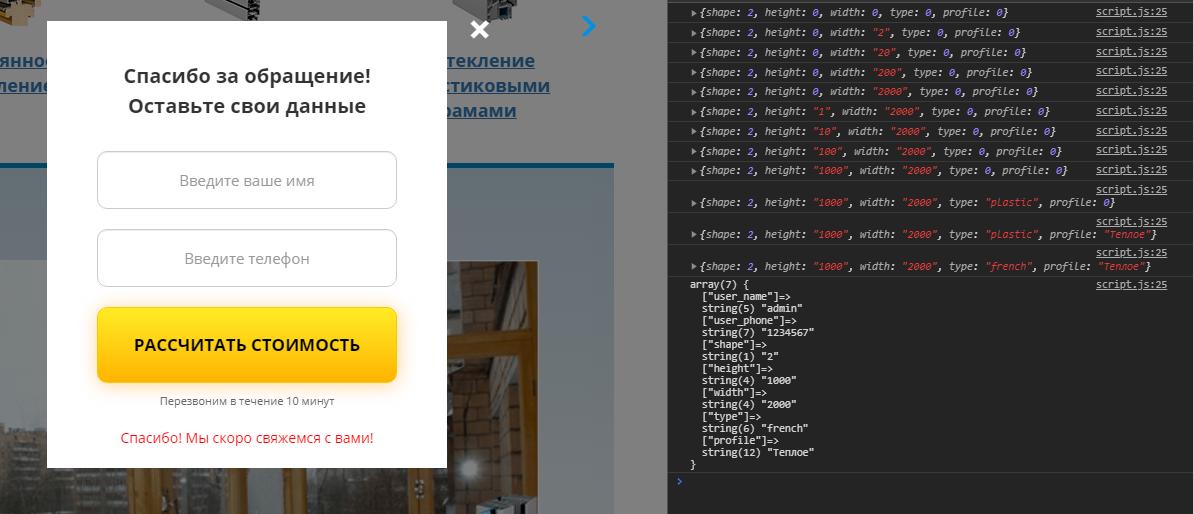 янно
ление
текление
стиковыми
рамами
Спасибо за обращение!
Оставьте свои данные
Введите ваше имя
Введите телефон
РАССЧИТАТЬ СТОИМОСТЬ
Перезвоним в течение 10 минут
Спасибо! Мы скоро свяжемся с вами!
{shape: 2, height: 0, width: 0, type: 0, profile: 0} script.js:25
{shape: 2, height: 0, width: "2", type: 0, profile: 0} script.js:25
{shape: 2, height: 0, width: "20", type: 0, profile: 0} script.js:25
{shape: 2, height: 0, width: "200", type: 0, profile: 0} script.js:25
{shape: 2, height: 0, width: "2000", type: 0, profile: 0} script.js:25
{shape: 2, height: "1", width: "2000", type: 0, profile: 0} script.js:25
{shape: 2, height: "10", width: "2000", type: 0, profile: 0} script.js:25
{shape: 2, height: "100", width: "2000", type: 0, profile: 0} script.js:25
{shape: 2, height: "1000", width: "2000", type: 0, profile: 0} script.js:25
script.js:25
{shape: 2, height: "1000", width: "2000", type: "plastic", profile: 0}
script.js:25
{shape: 2, height: "1000", width: "2000", type: "plastic", profile: "Теплое"}
script.js:25
{shape: 2, height: "1000", width: "2000", type: "french", profile: "Теплое"}
array(7) { script.js:25
["user_name"]=>
string(5) "admin"
["user_phone"]=>
string(7) "1234567"
["shape"]=>
string(1) "2"
["height"]=>
string(4) "1000"
["width"]=>
string(4) "2000"
["type"]=>
string(6) "french"
["profile"]=>
string(12) "Теплое"
}